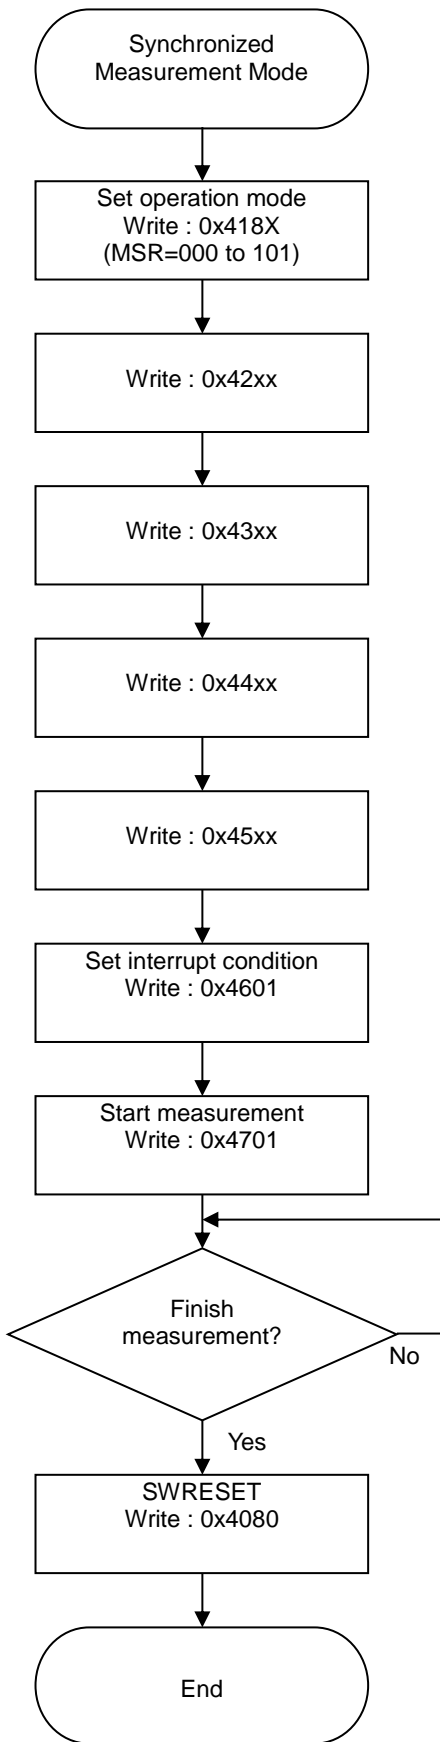 Synchronized
Measurement Mode
Set operation mode
Write : 0x418X
(MSR=000 to 101)
Write : 0x42xx
Write : 0x43xx
Write : 0x44xx
Write : 0x45xx
Set interrupt condition
Write : 0x4601
Start measurement
Write : 0x4701
Finish
measurement?
No
Yes
SWRESET
Write : 0x4080
End